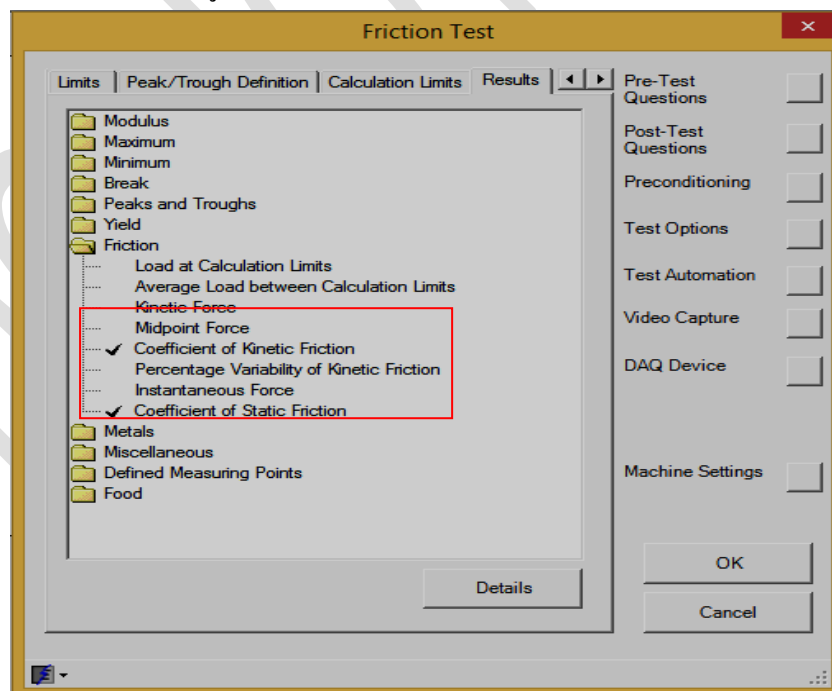 Friction Test
Limits
Peak/Trough Definition
Calculation Limits
Results
Modulus
Maximum
Minimum
Break
Peaks and Troughs
Yield
Friction
Load at Calculation Limits
Average Load between Calculation Limits
Kinetic Force
Midpoint Force
Coefficient of Kinetic Friction
Percentage Variability of Kinetic Friction
Instantaneous Force
Coefficient of Static Friction
Metals
Miscellaneous
Defined Measuring Points
Food
Details
Pre-Test
Questions
Post-Test
Questions
Preconditioning
Test Options
Test Automation
Video Capture
DAQ Device
Machine Settings
OK
Cancel